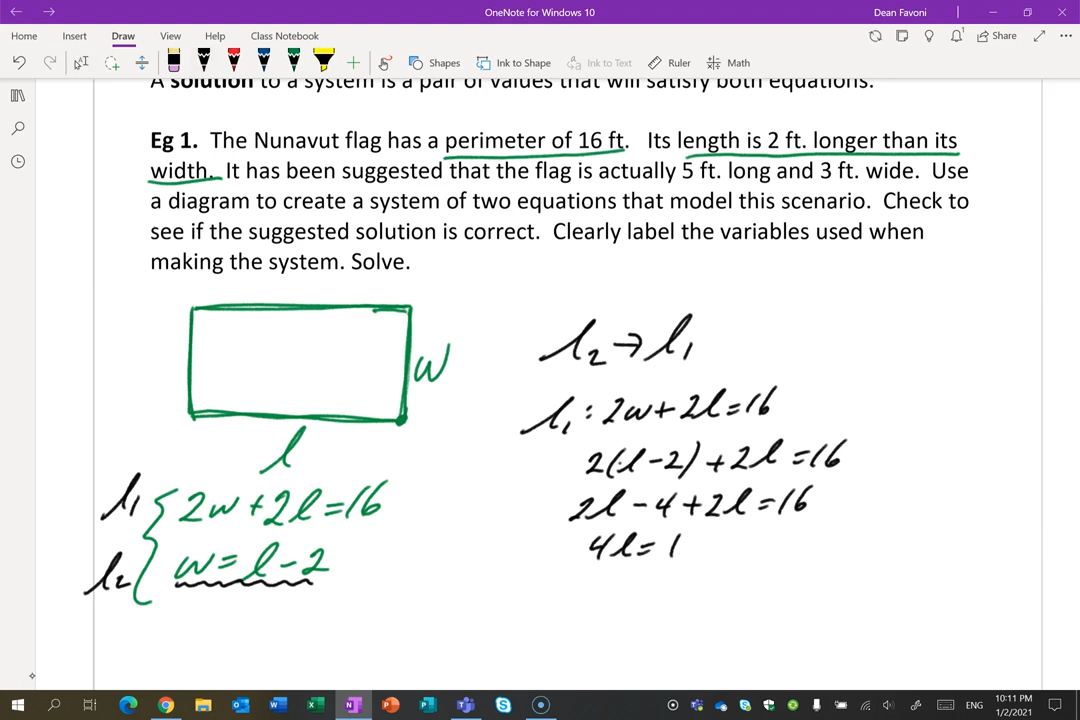 OneNote for Windows 10
Dean Favoni
Home Insert Draw View Help Class Notebook
Share
Shapes Ink to Shape Ink to Text Ruler Math
A solution to a system is a pair of values that will satisfy both equations.
Eg 1. The Nunavut flag has a perimeter of 16 ft. Its length is 2 ft. longer than its
width. It has been suggested that the flag is actually 5 ft. long and 3 ft. wide. Use
a diagram to create a system of two equations that model this scenario. Check to
see if the suggested solution is correct. Clearly label the variables used when
making the system. Solve.
w
l
l₁ { 2w + 2l = 16
l₂ { w = l - 2
l₂ → l₁
l₁ : 2w + 2l = 16
2(l - 2) + 2l = 16
2l - 4 + 2l = 16
4l = 1
ENG
10:11 PM
1/2/2021